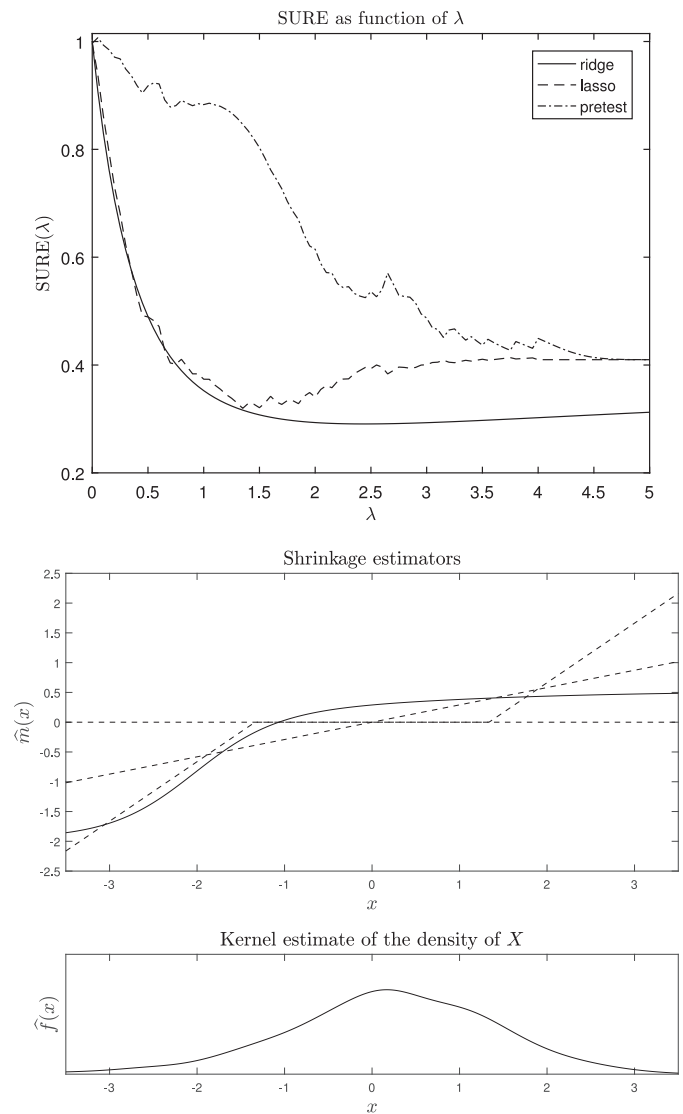 SURE as function of λ
SURE(λ)
1
0.8
0.6
0.4
0.2
ridge
lasso
pretest
0 0.5 1 1.5 2 2.5 3 3.5 4 4.5 5
λ
Shrinkage estimators
m̂(x)
2.5
2
1.5
1
0.5
0
-0.5
-1
-1.5
-2
-2.5
-3 -2 -1 0 1 2 3
x
Kernel estimate of the density of X
f̂(x)
-3 -2 -1 0 1 2 3
x